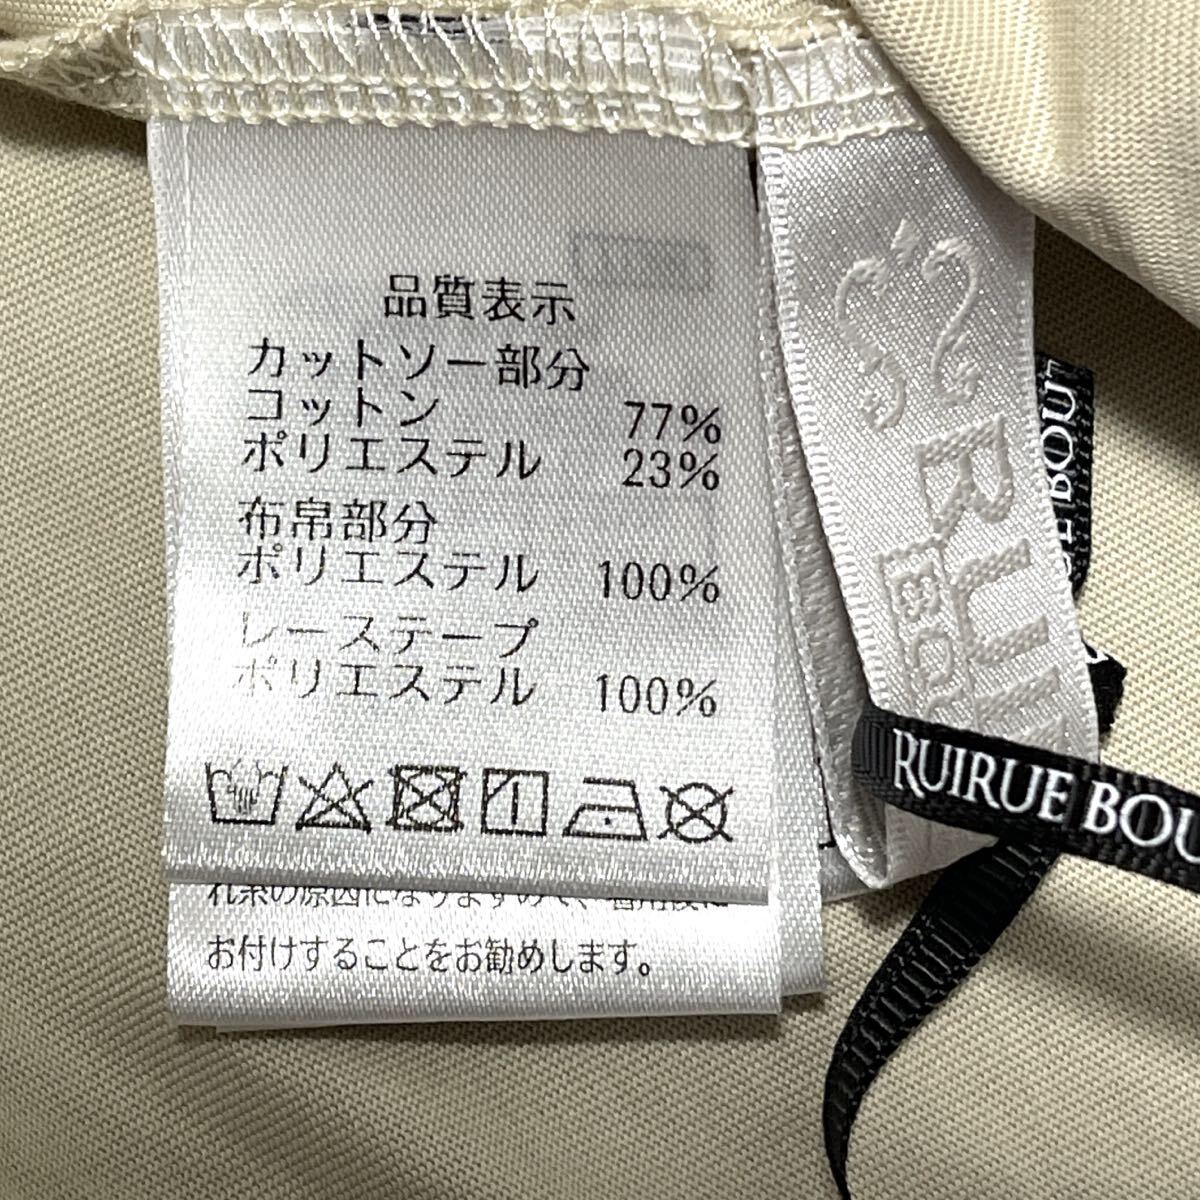 品質表示
カットソー部分
コットン 77%
ポリエステル 23%
布帛部分
ポリエステル 100%
レーステープ
ポリエステル 100%
お付けすることをお勧めします。
RUIRUE BOU